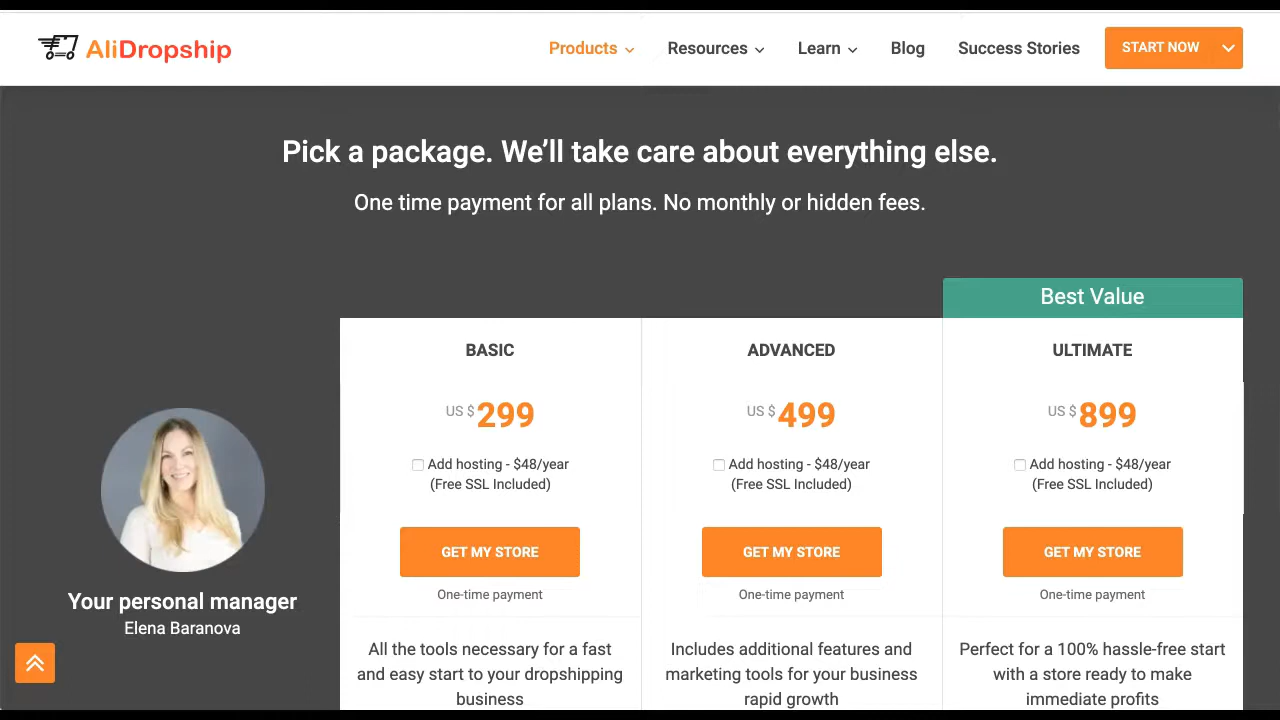 AliDropship
Products
Resources
Learn
Blog
Success Stories
START NOW
Pick a package. We'll take care about everything else.
One time payment for all plans. No monthly or hidden fees.
Best Value
BASIC
ADVANCED
ULTIMATE
US $ 299
US $ 499
US $ 899
Add hosting - $48/year
(Free SSL Included)
Add hosting - $48/year
(Free SSL Included)
Add hosting - $48/year
(Free SSL Included)
GET MY STORE
GET MY STORE
GET MY STORE
One-time payment
One-time payment
One-time payment
Your personal manager
Elena Baranova
All the tools necessary for a fast
and easy start to your dropshipping
business
Includes additional features and
marketing tools for your business
rapid growth
Perfect for a 100% hassle-free start
with a store ready to make
immediate profits